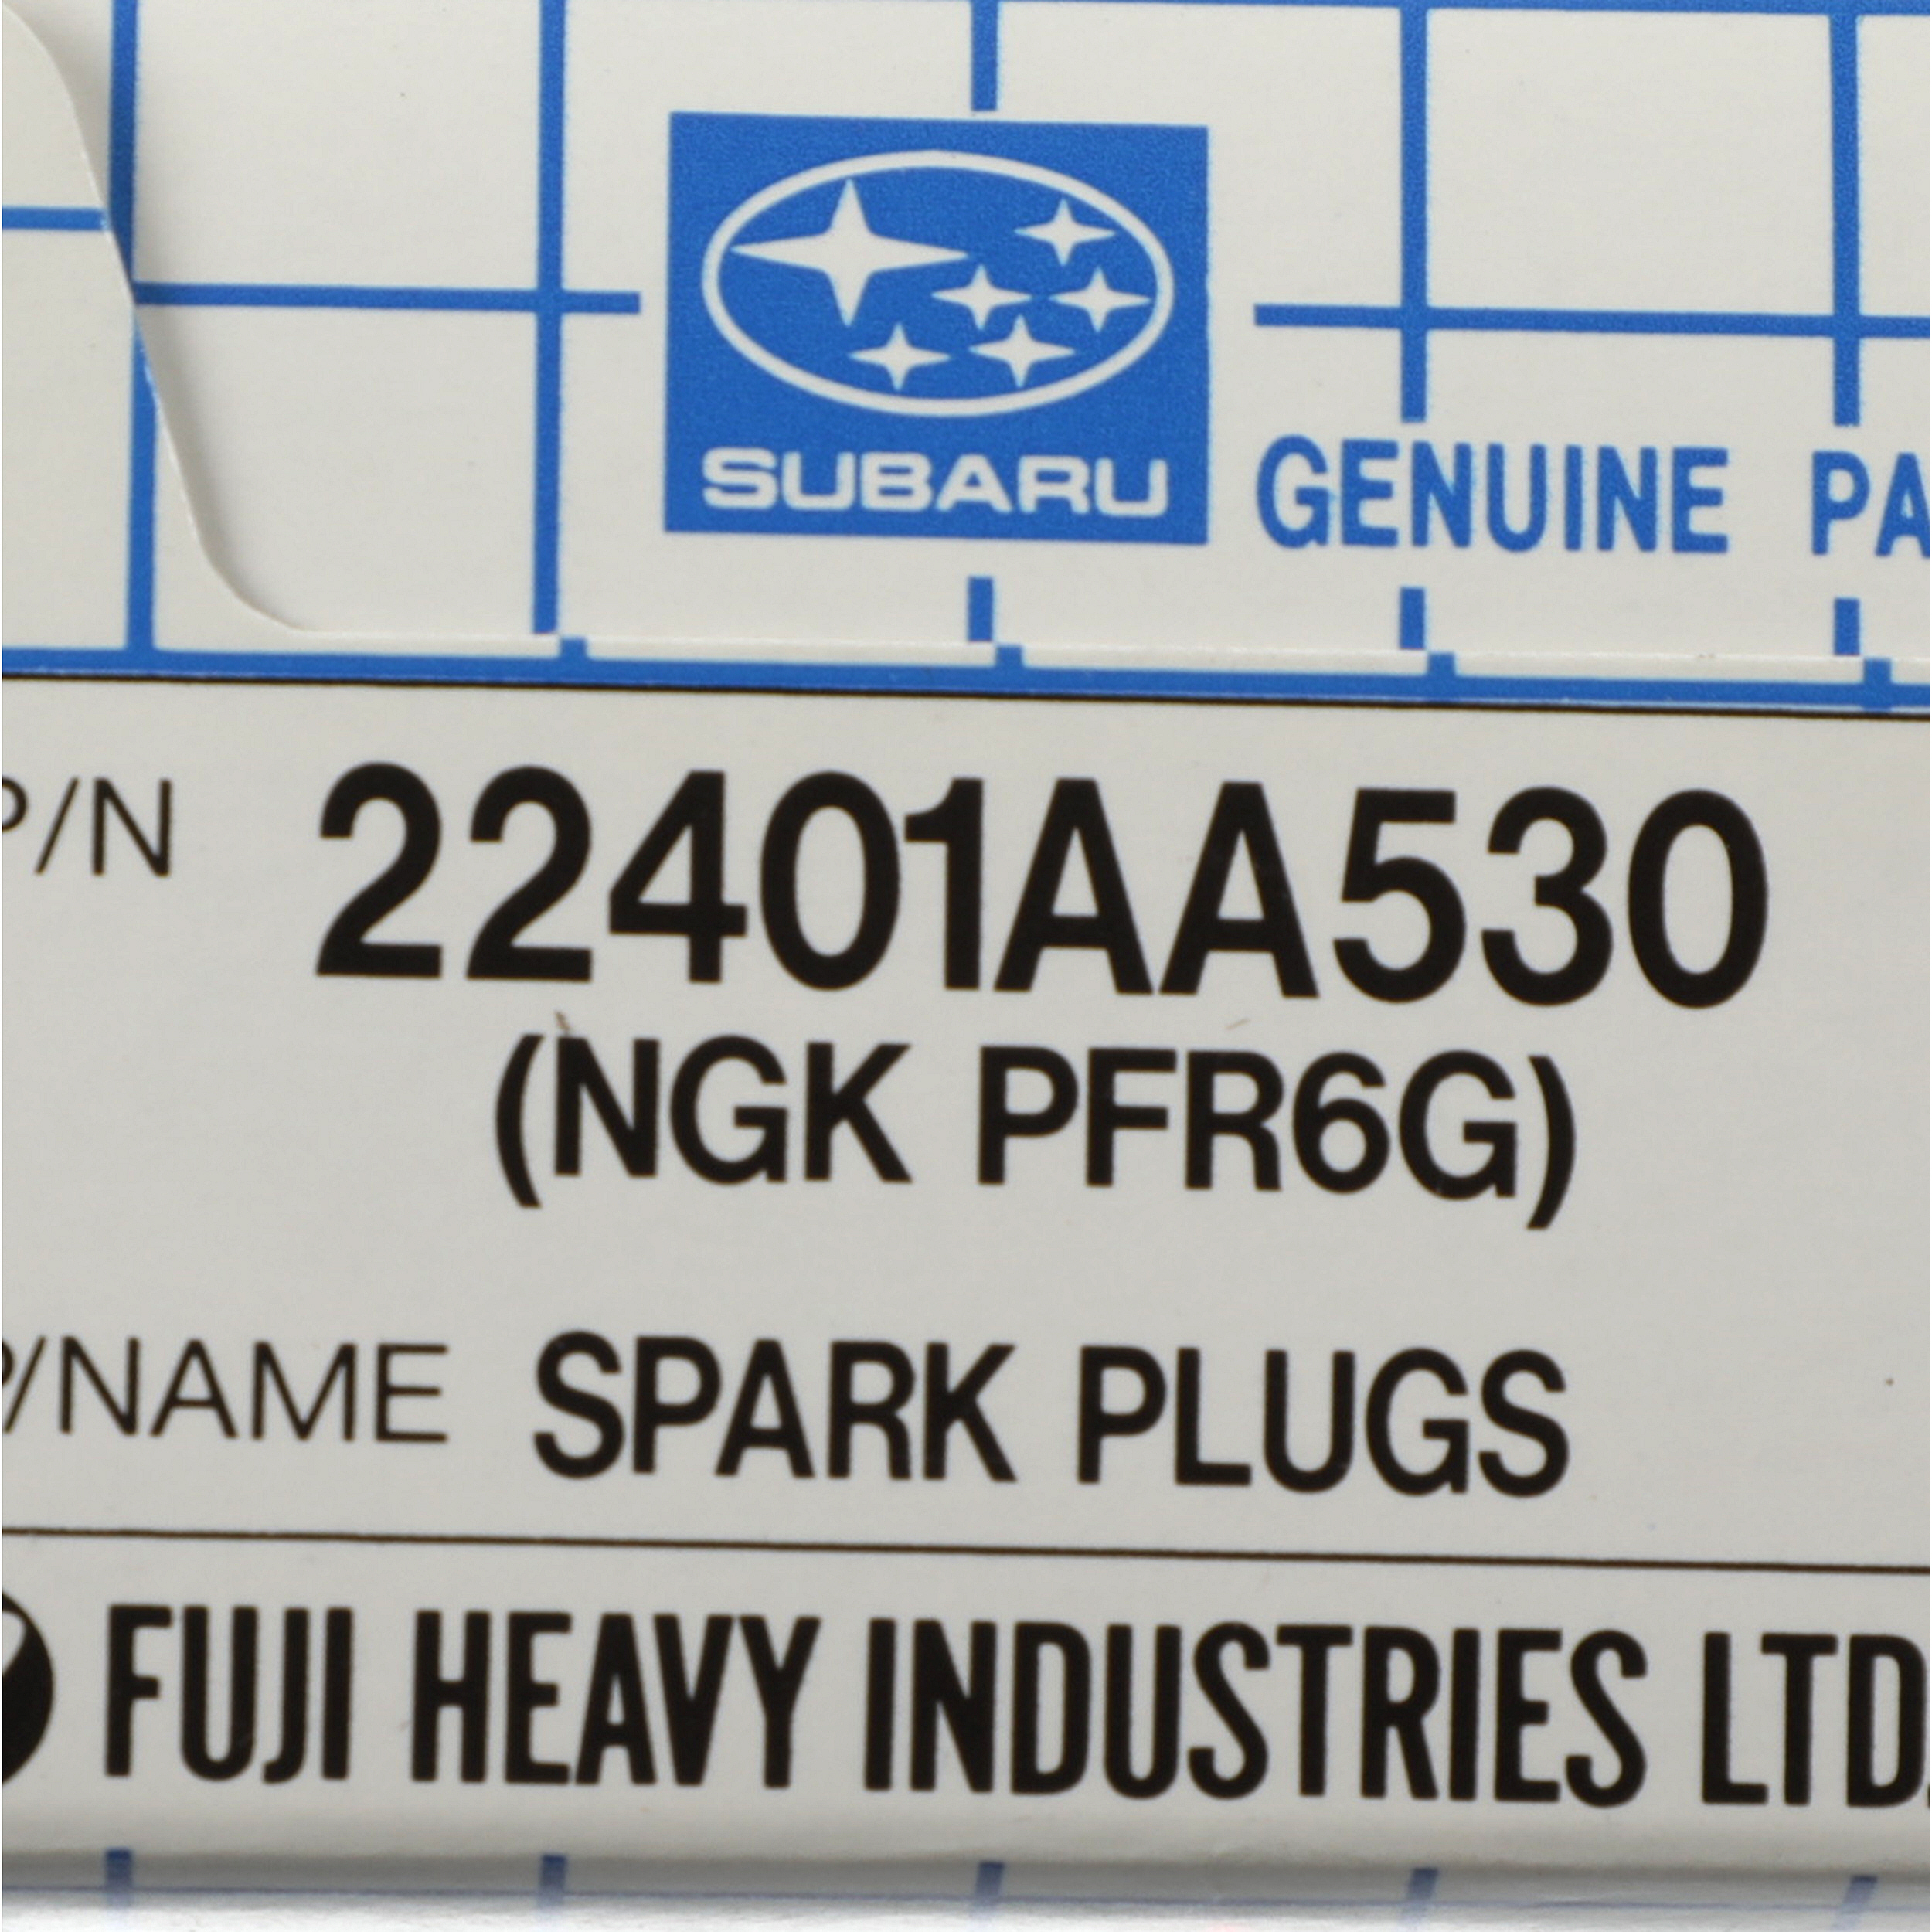 SUBARU
GENUINE PA
P/N 22401AA530
(NGK PFR6G)
P/NAME SPARK PLUGS
FUJI HEAVY INDUSTRIES LTD.